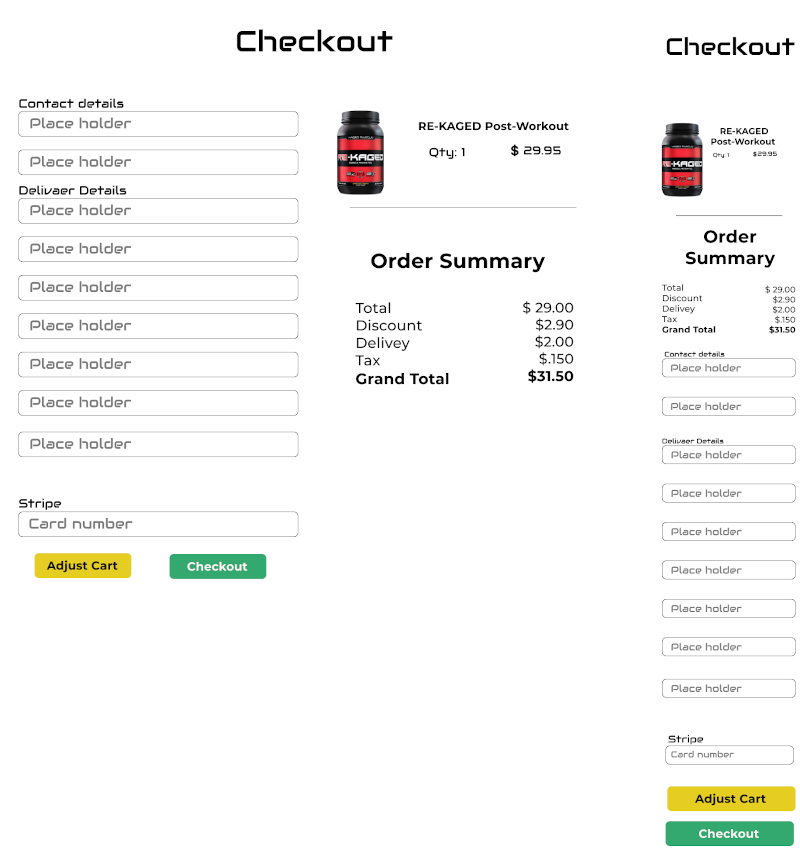 Checkout
Contact details
Place holder
Place holder
Delivaer Details
Place holder
Place holder
Place holder
Place holder
Place holder
Place holder
Place holder
Stripe
Card number
Adjust Cart
Checkout
RE-KAGED
RE-KAGED Post-Workout
Qty: 1
$ 29.95
Order Summary
Total $ 29.00
Discount $2.90
Delivey $2.00
Tax $.150
Grand Total $31.50
Checkout
RE-KAGED
RE-KAGED
Post-Workout
Qty: 1
$29.95
Order
Summary
Total $ 29.00
Discount $2.90
Delivey $2.00
Tax $.150
Grand Total $31.50
Contact details
Place holder
Place holder
Delivaer Details
Place holder
Place holder
Place holder
Place holder
Place holder
Place holder
Place holder
Stripe
Card number
Adjust Cart
Checkout